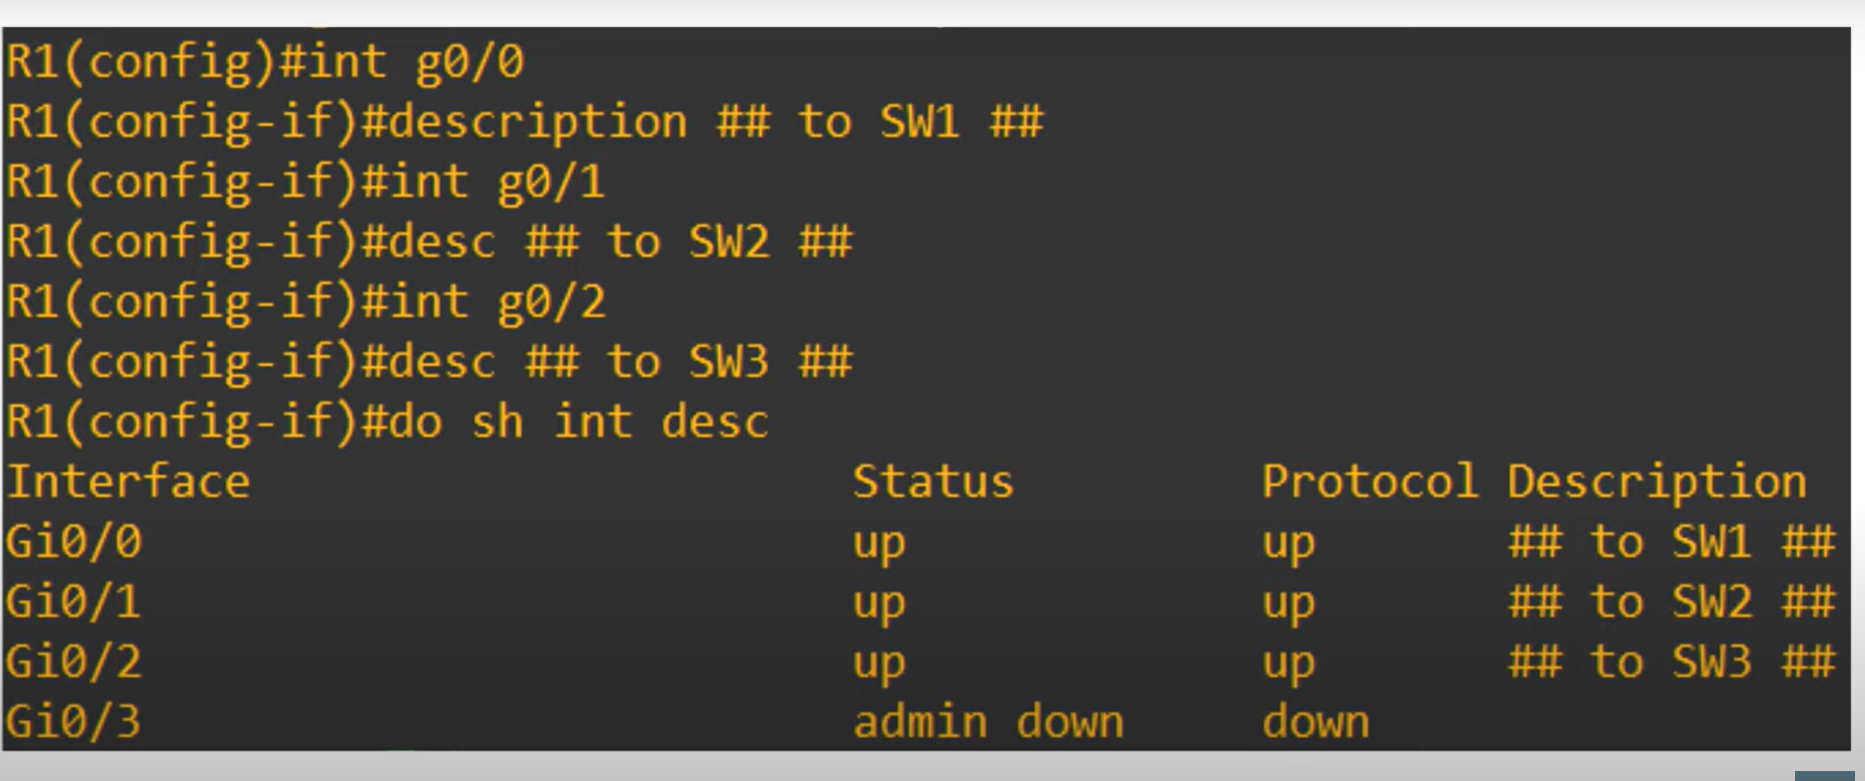 R1(config)#int g0/0
R1(config-if)#description ## to SW1 ##
R1(config-if)#int g0/1
R1(config-if)#desc ## to SW2 ##
R1(config-if)#int g0/2
R1(config-if)#desc ## to SW3 ##
R1(config-if)#do sh int desc
Interface                      Status         Protocol Description
Gi0/0                          up             up       ## to SW1 ##
Gi0/1                          up             up       ## to SW2 ##
Gi0/2                          up             up       ## to SW3 ##
Gi0/3                          admin down     down